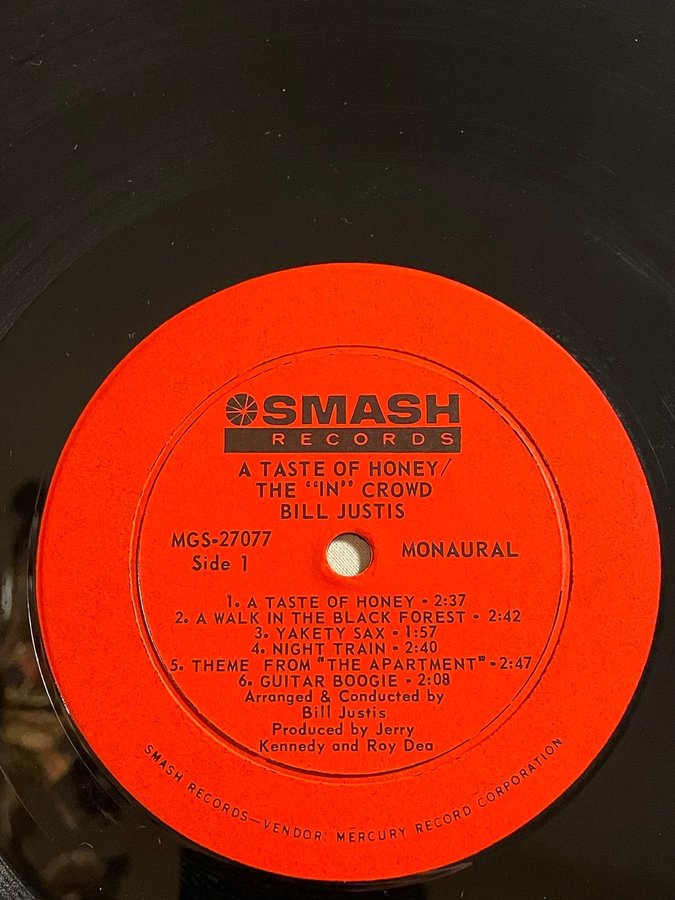 SMASH
RECORDS
A TASTE OF HONEY/
THE "IN" CROWD
BILL JUSTIS
MGS-27077
Side 1
MONAURAL
1. A TASTE OF HONEY - 2:37
2. A WALK IN THE BLACK FOREST - 2:42
3. YAKETY SAX - 1:57
4. NIGHT TRAIN - 2:40
5. THEME FROM "THE APARTMENT" - 2:47
6. GUITAR BOOGIE - 2:08
Arranged & Conducted by
Bill Justis
Produced by Jerry
Kennedy and Roy Dea
SMASH RECORDS—VENDOR: MERCURY RECORD CORPORATION